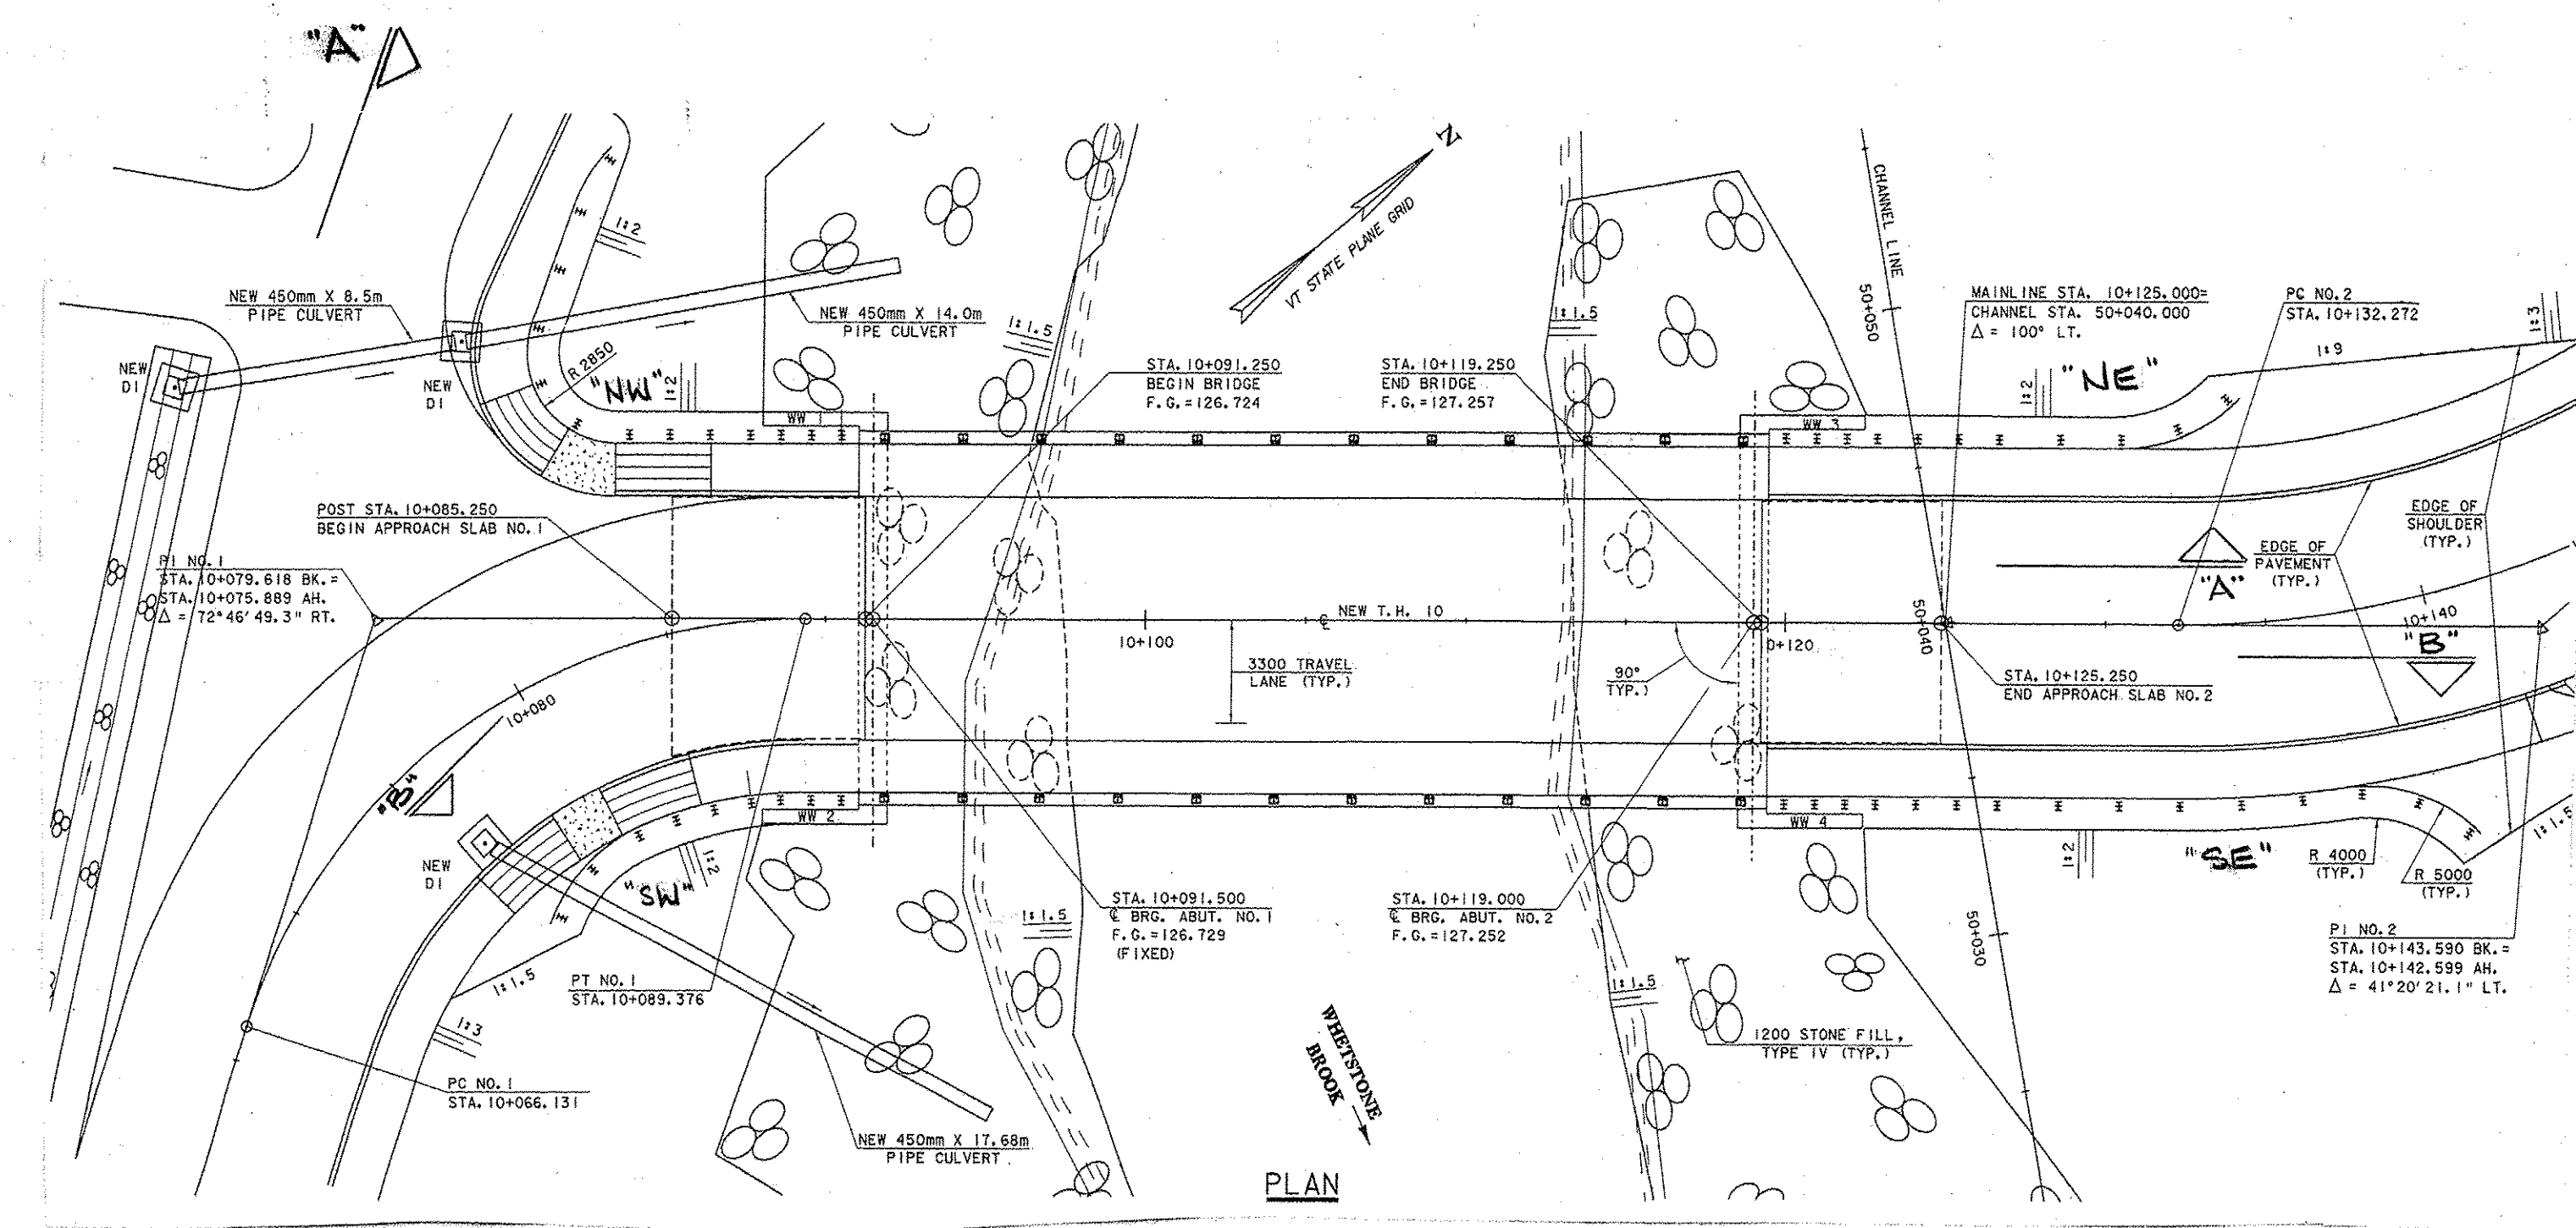 "A"
N
VT STATE PLANE GRID
CHANNEL LINE
50+050
1:2
NEW 450mm X 8.5m
PIPE CULVERT
NEW 450mm X 14.0m
PIPE CULVERT
1:1.5
1:1.5
MAINLINE STA. 10+125.000=
CHANNEL STA. 50+040.000
Δ = 100° LT.
PC NO.2
STA. 10+132.272
1:3
1:9
NEW
DI
NEW
DI
R 2850
"NW"
1:2
STA. 10+091.250
BEGIN BRIDGE
F.G.=126.724
STA. 10+119.250
END BRIDGE
F.G.=127.257
1:2
"NE"
WW
WW 3
POST STA. 10+085.250
BEGIN APPROACH SLAB NO.1
EDGE OF
SHOULDER
(TYP.)
EDGE OF
PAVEMENT
(TYP.)
"A"
PI NO.1
STA. 10+079.618 BK.=
STA. 10+075.889 AH.
Δ = 72°46'49.3" RT.
℄ NEW T.H. 10
10+100
0+120
50+040
10+140
"B"
3300 TRAVEL
LANE (TYP.)
90°
TYP.)
STA. 10+125.250
END APPROACH SLAB NO.2
10+080
"B"
WW 2
WW 4
NEW
DI
"SW"
1:2
1:2
"SE"
R 4000
(TYP.)
R 5000
(TYP.)
1:1.5
STA. 10+091.500
℄ BRG. ABUT. NO.1
F.G.=126.729
(FIXED)
STA. 10+119.000
℄ BRG. ABUT. NO.2
F.G.=127.252
1:1.5
50+030
PI NO.2
STA. 10+143.590 BK.=
STA. 10+142.599 AH.
Δ = 41°20'21.1" LT.
1:1.5
PT NO.1
STA. 10+089.376
1:1.5
1:3
1200 STONE FILL,
TYPE IV (TYP.)
WHETSTONE
BROOK
PC NO.1
STA. 10+066.131
NEW 450mm X 17.68m
PIPE CULVERT
PLAN